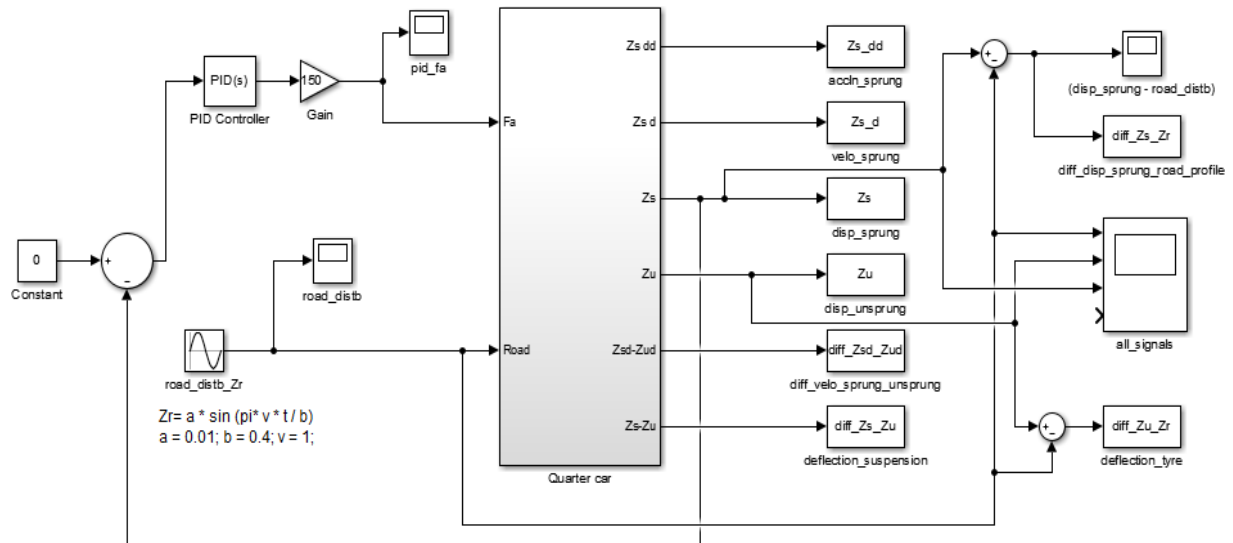 pid_fa
PID(s)
PID Controller
150
Gain
Fa
Road
Zs dd
Zs d
Zs
Zu
Zsd-Zud
Zs-Zu
Quarter car
Zs_dd
accln_sprung
Zs_d
velo_sprung
Zs
disp_sprung
Zu
disp_unsprung
diff_Zsd_Zud
diff_velo_sprung_unsprung
diff_Zs_Zu
deflection_suspension
+
-
(disp_sprung - road_distb)
diff_Zs_Zr
diff_disp_sprung_road_profile
all_signals
+
-
diff_Zu_Zr
deflection_tyre
0
Constant
+
-
road_distb
road_distb_Zr
Zr= a * sin (pi* v * t / b)
a = 0.01; b = 0.4; v = 1;